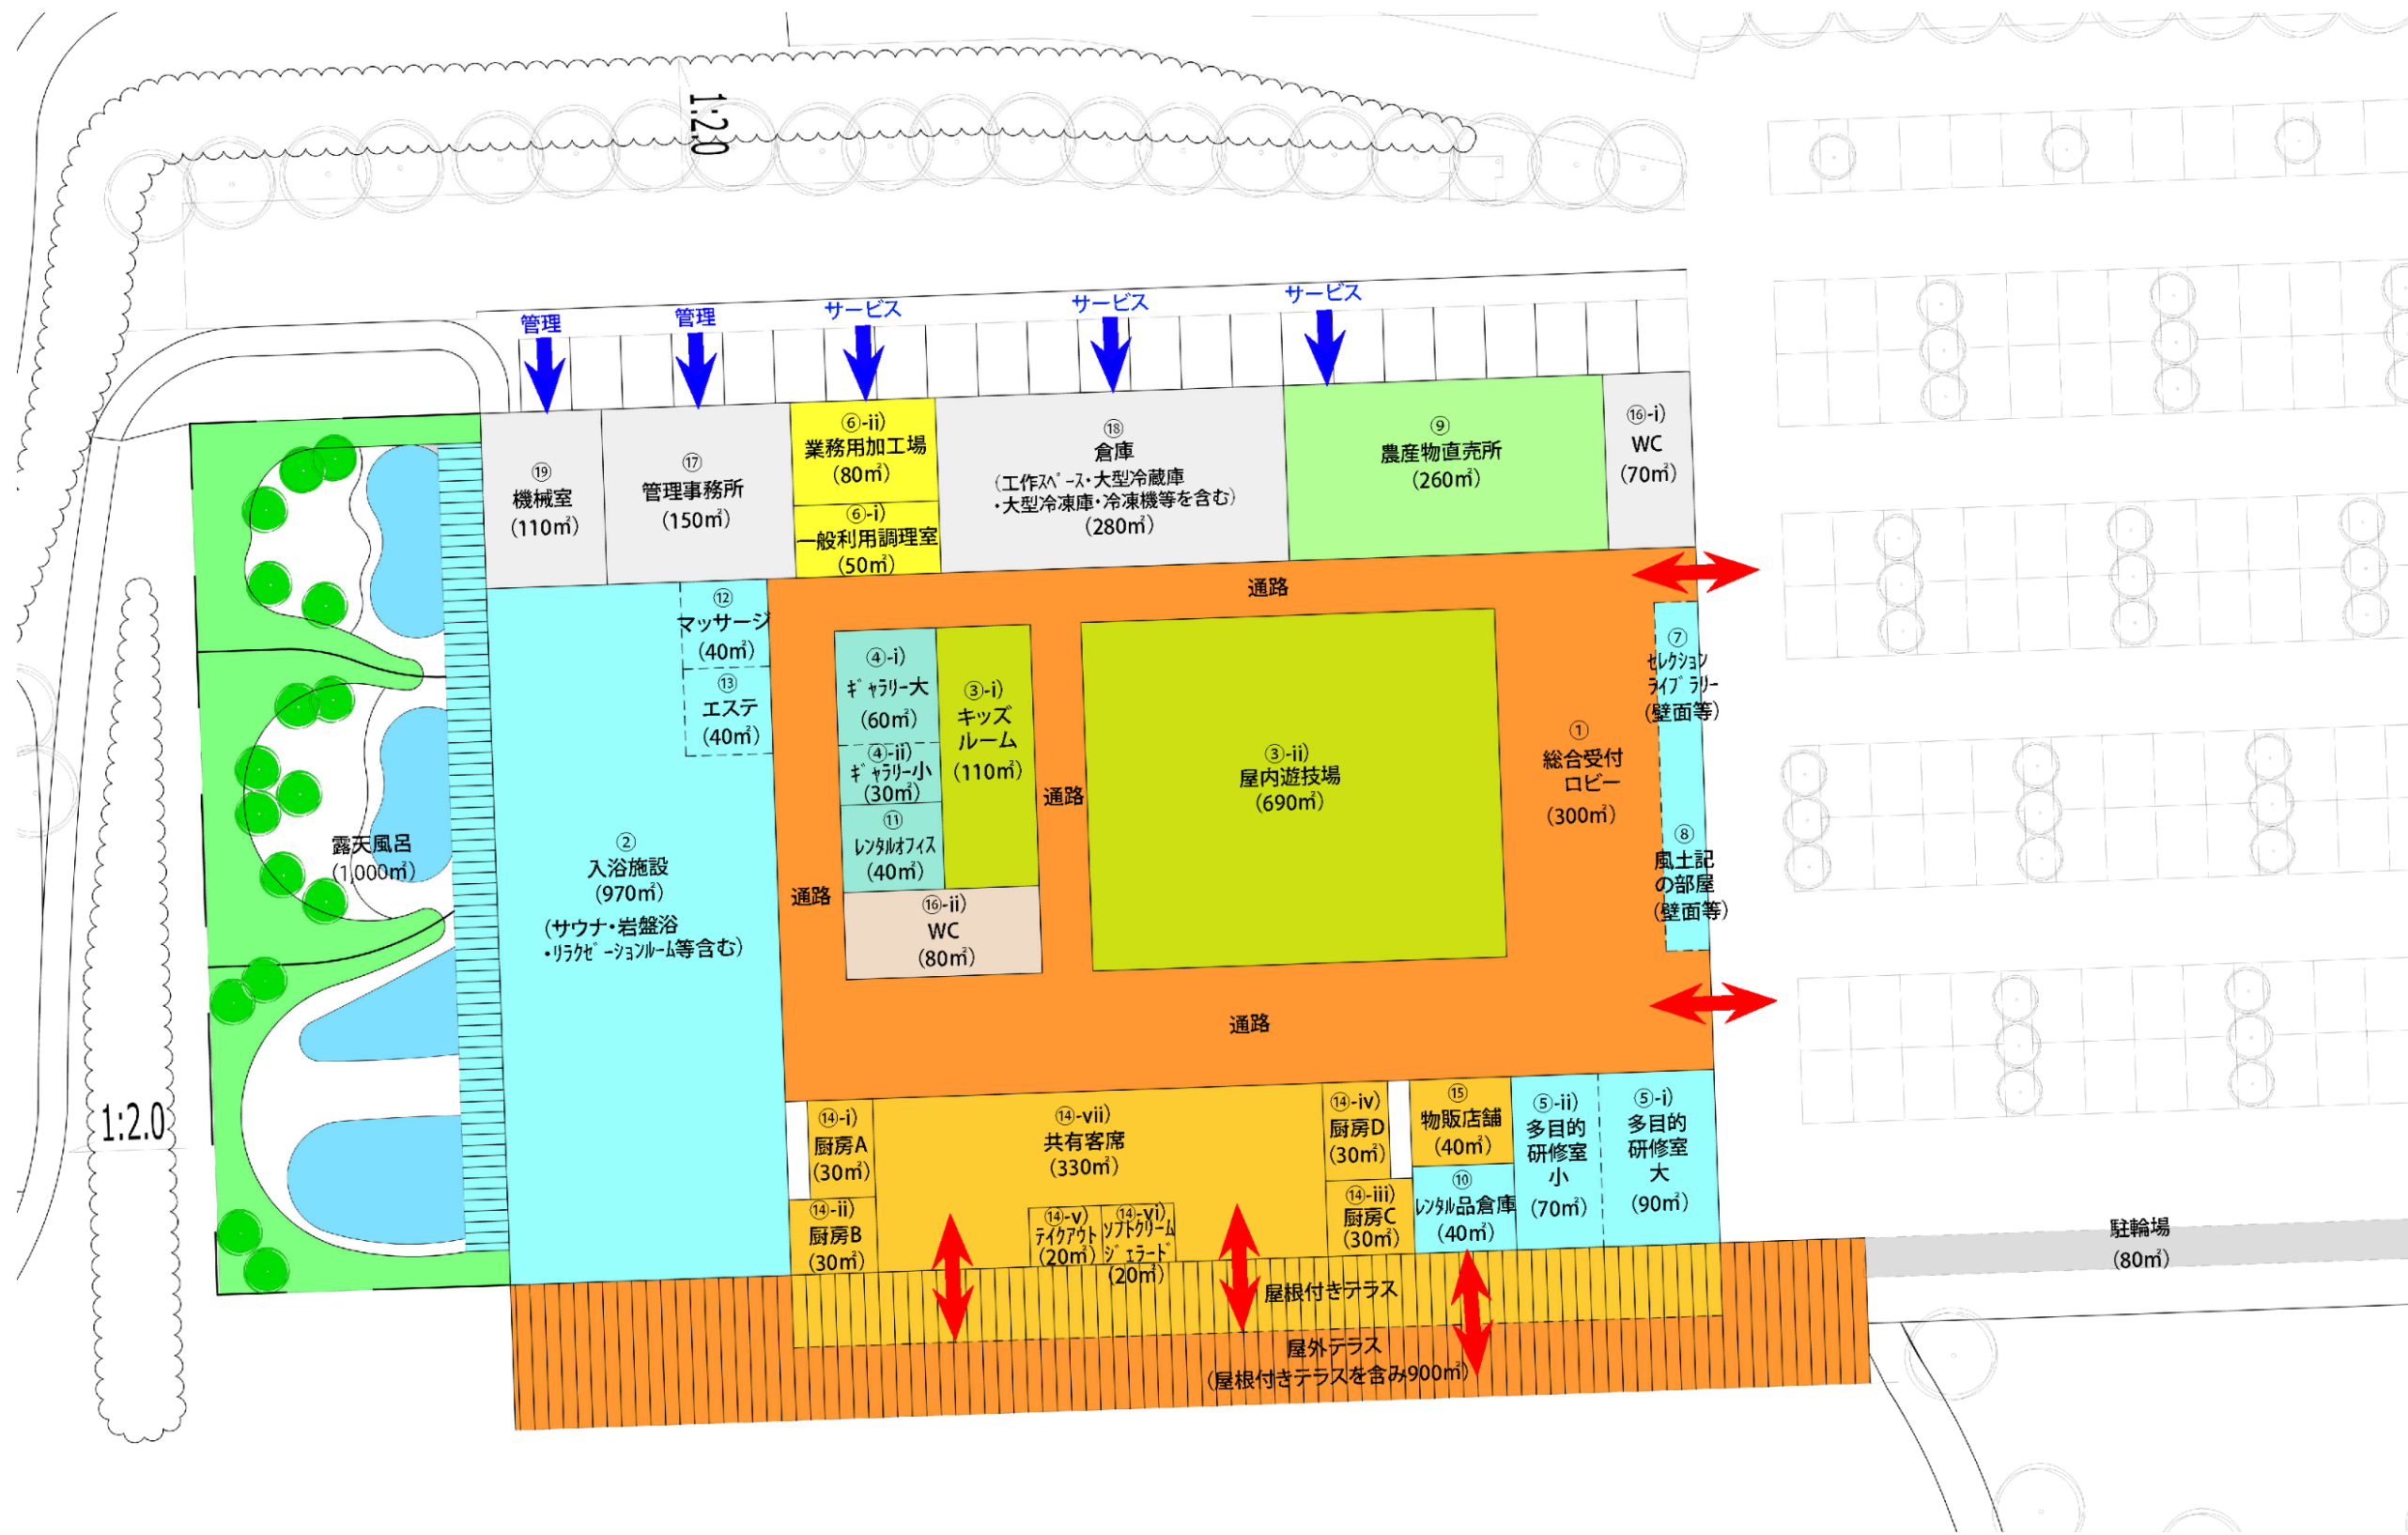 1:2.0
管理
管理
サービス
サービス
サービス
⑲
機械室
(110㎡)
⑰
管理事務所
(150㎡)
⑥-ii)
業務用加工場
(80㎡)
⑥-i)
一般利用調理室
(50㎡)
⑱
倉庫
(工作ｽﾍﾟｰｽ・大型冷蔵庫
・大型冷凍庫・冷凍機等を含む)
(280㎡)
⑨
農産物直売所
(260㎡)
⑯-i)
WC
(70㎡)
通路
⑫
マッサージ
(40㎡)
⑬
エステ
(40㎡)
④-i)
ｷﾞｬﾗﾘｰ大
(60㎡)
④-ii)
ｷﾞｬﾗﾘｰ小
(30㎡)
⑪
ﾚﾝﾀﾙｵﾌｨｽ
(40㎡)
③-i)
キッズ
ルーム
(110㎡)
⑯-ii)
WC
(80㎡)
通路
通路
③-ii)
屋内遊技場
(690㎡)
①
総合受付
ロビー
(300㎡)
⑦
ｾﾚｸｼｮﾝ
ﾗｲﾌﾞﾗﾘｰ
(壁面等)
⑧
風土記
の部屋
(壁面等)
露天風呂
(1,000㎡)
②
入浴施設
(970㎡)
(サウナ・岩盤浴
・ﾘﾗｸｾﾞｰｼｮﾝﾙｰﾑ等含む)
通路
1:2.0
⑭-i)
厨房A
(30㎡)
⑭-ii)
厨房B
(30㎡)
⑭-vii)
共有客席
(330㎡)
⑭-v)
ﾃｲｸｱｳﾄ
(20㎡)
⑭-vi)
ｿﾌﾄｸﾘｰﾑ
ｼﾞｪﾗｰﾄﾞ
(20㎡)
⑭-iv)
厨房D
(30㎡)
⑭-iii)
厨房C
(30㎡)
⑮
物販店舗
(40㎡)
⑩
ﾚﾝﾀﾙ品倉庫
(40㎡)
⑤-ii)
多目的
研修室
小
(70㎡)
⑤-i)
多目的
研修室
大
(90㎡)
駐輪場
(80㎡)
屋根付きテラス
屋外テラス
(屋根付きテラスを含み900㎡)